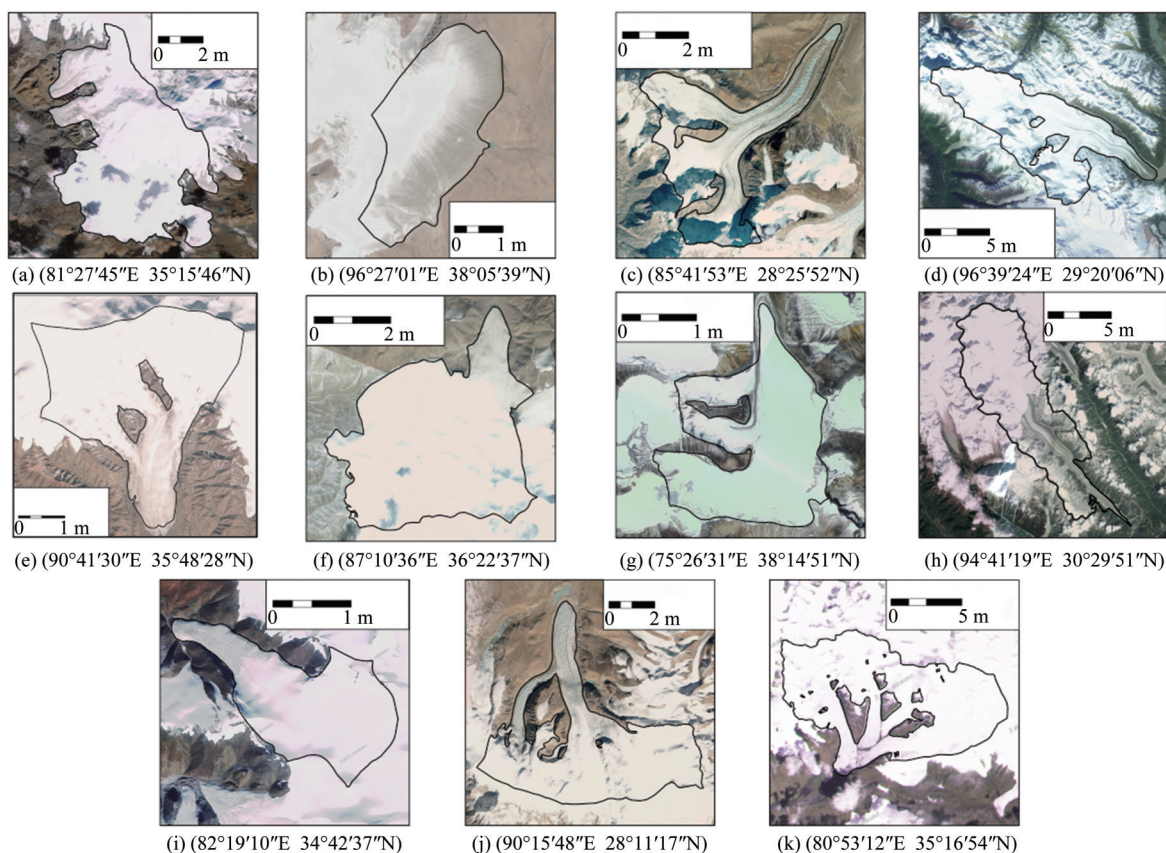 0 2 m
0 1 m
0 2 m
0 5 m
(a) (81°27′45″E 35°15′46″N)
(b) (96°27′01″E 38°05′39″N)
(c) (85°41′53″E 28°25′52″N)
(d) (96°39′24″E 29°20′06″N)
0 1 m
0 2 m
0 1 m
0 5 m
(e) (90°41′30″E 35°48′28″N)
(f) (87°10′36″E 36°22′37″N)
(g) (75°26′31″E 38°14′51″N)
(h) (94°41′19″E 30°29′51″N)
0 1 m
0 2 m
0 5 m
(i) (82°19′10″E 34°42′37″N)
(j) (90°15′48″E 28°11′17″N)
(k) (80°53′12″E 35°16′54″N)